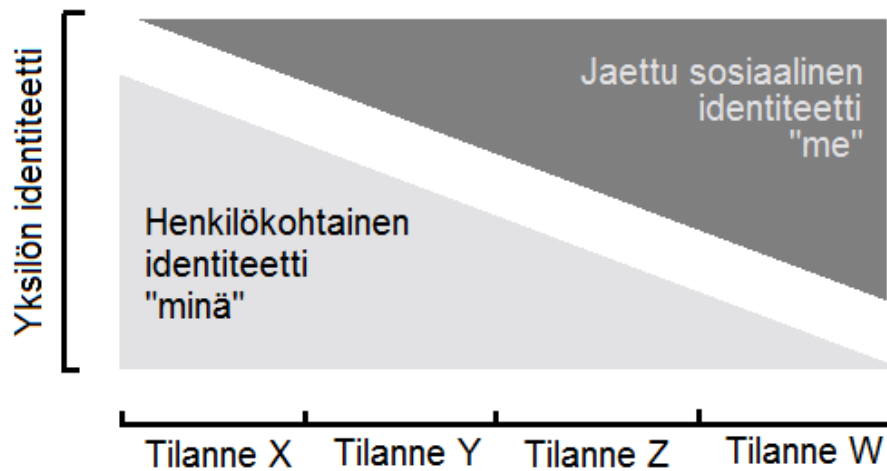 Yksilön identiteetti
Jaettu sosiaalinen
identiteetti
"me"
Henkilökohtainen
identiteetti
"minä"
Tilanne X
Tilanne Y
Tilanne Z
Tilanne W